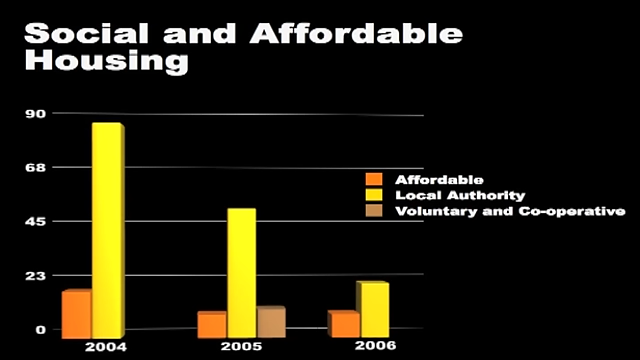 Social and Affordable
Housing
90
68
45
23
0
Affordable
Local Authority
Voluntary and Co-operative
2004 2005 2006